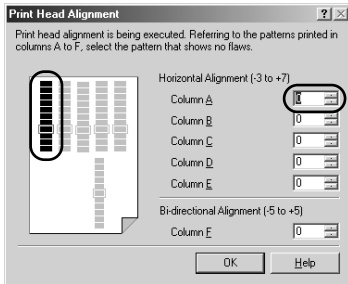 Print Head Alignment
Print head alignment is being executed. Referring to the patterns printed in
columns A to F, select the pattern that shows no flaws.
Horizontal Alignment (-3 to +7)
Column A 0
Column B 0
Column C 0
Column D 0
Column E 0
Bi-directional Alignment (-5 to +5)
Column F 0
OK Help